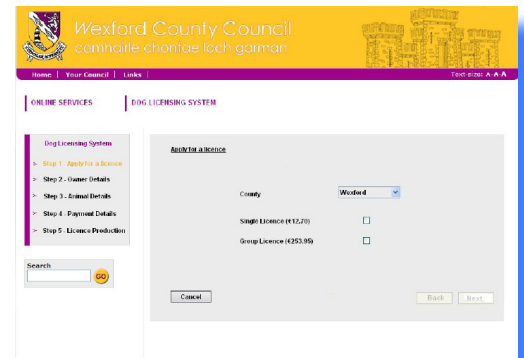 Wexford County Council
comhairle chontae loch garman
Home | Your Council | Links |
Text-size: A-A-A
ONLINE SERVICES
DOG LICENSING SYSTEM
Dog Licensing System
> Step 1 - Apply for a licence
> Step 2 - Owner Details
> Step 3 - Animal Details
> Step 4 - Payment Details
> Step 5 - Licence Production
Search
GO
Apply for a licence
County
Wexford
Single Licence (€12.70)
Group Licence (€253.95)
Cancel
Back
Next